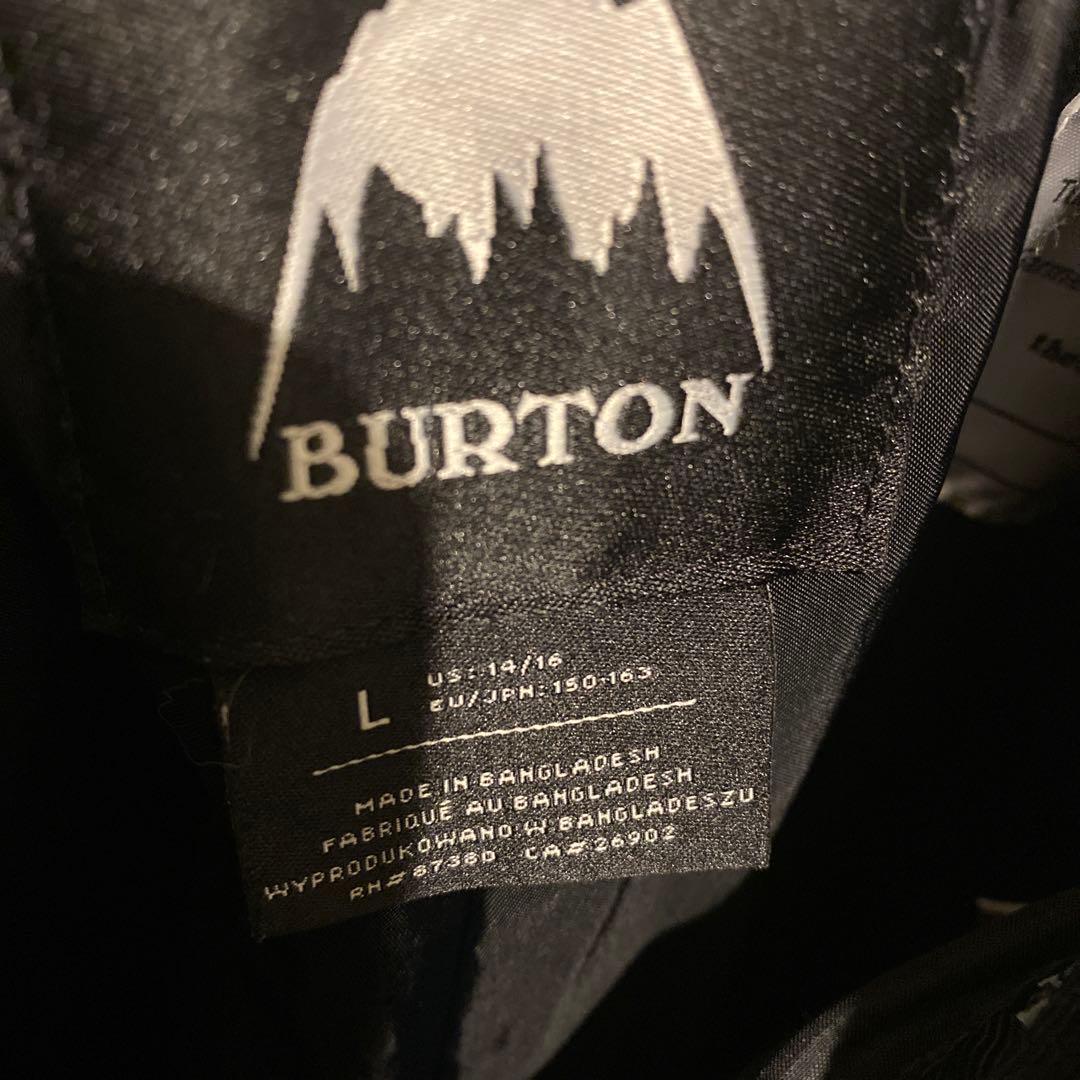 BURTON
L
US: 14/16
EU/JPN: 150-163
MADE IN BANGLADESH
FABRIQUÉ AU BANGLADESH
WYPRODUKOWANO W BANGLADESZU
RN# 87380 CA# 26902
the